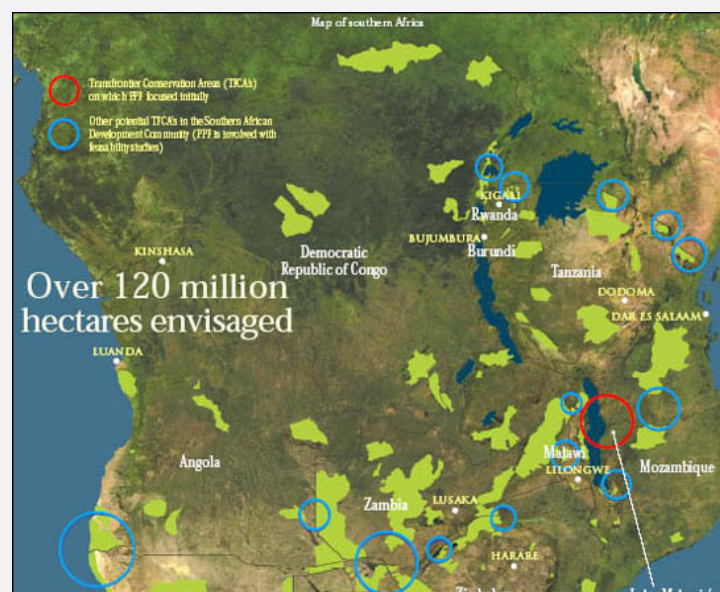 Map of southern Africa
Transfrontier Conservation Areas (TFCA's)
on which PPF focused initially
Other potential TFCA's in the Southern African
Development Community (PPF is involved with
feasability studies)
KIGALI
Rwanda
BUJUMBURA
Burundi
KINSHASA
Democratic
Republic of Congo
Tanzania
Over 120 million
hectares envisaged
DODOMA
DAR ES SALAAM
LUANDA
Angola
Malawi
Mozambique
LILONGWE
Zambia
LUSAKA
HARARE